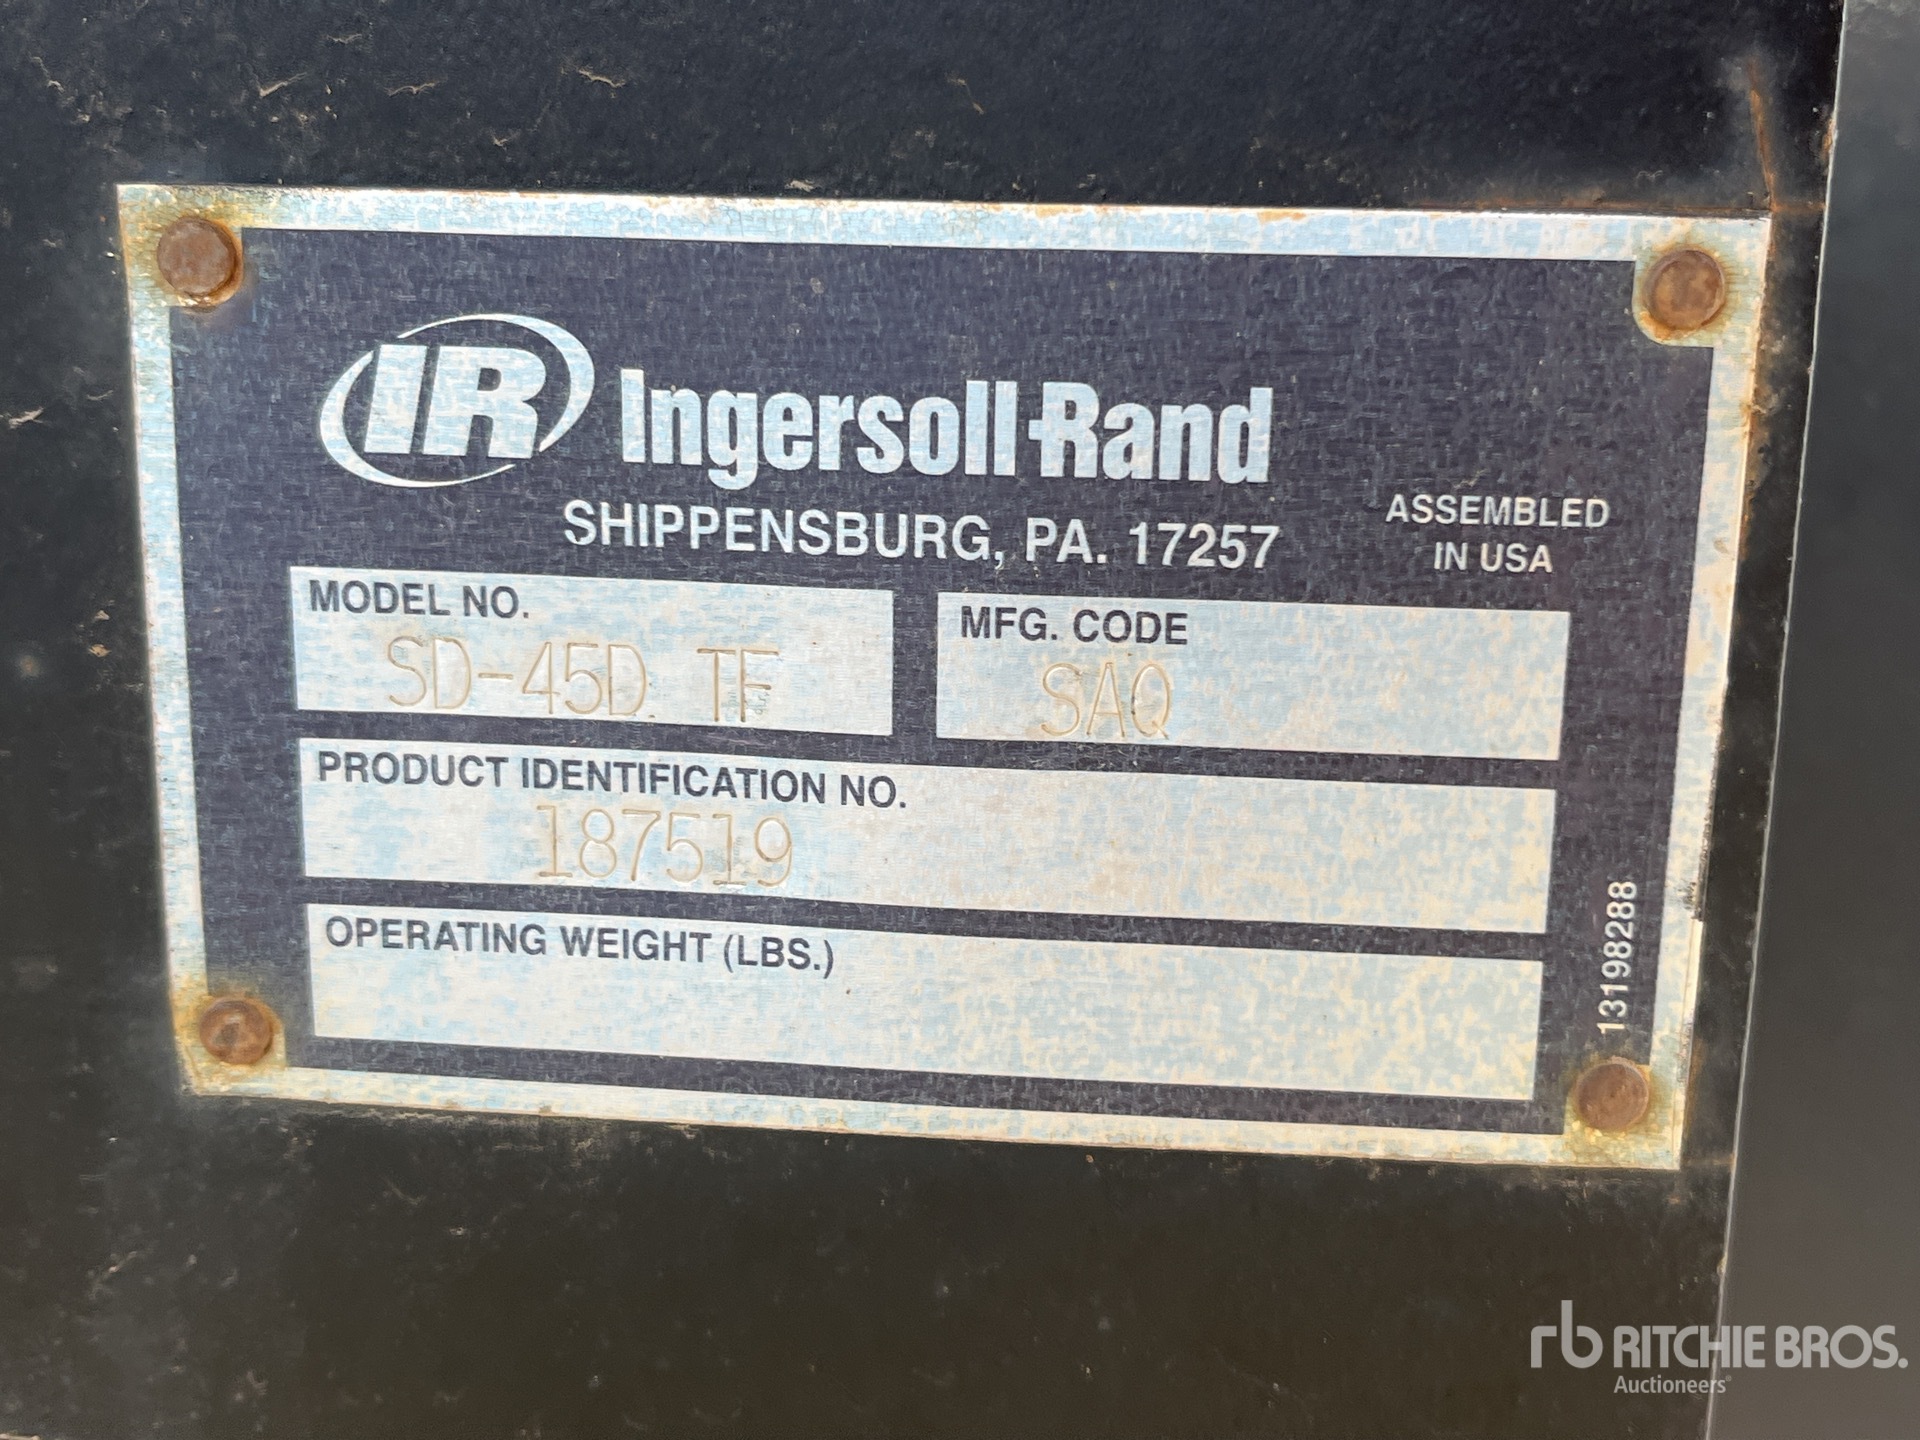 IR Ingersoll-Rand
SHIPPENSBURG, PA. 17257
ASSEMBLED
IN USA
MODEL NO.
SD-45D TF
MFG. CODE
SAQ
PRODUCT IDENTIFICATION NO.
187519
OPERATING WEIGHT (LBS.)
13198288
rb RITCHIE BROS.
Auctioneers